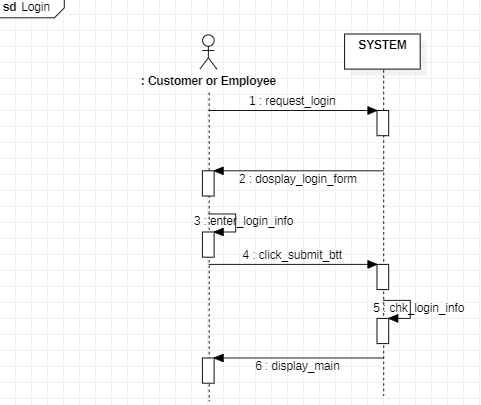 sd Login
SYSTEM
: Customer or Employee
1 : request_login
2 : dosplay_login_form
3 : enter_login_info
4 : click_submit_btt
5 : chk_login_info
6 : display_main